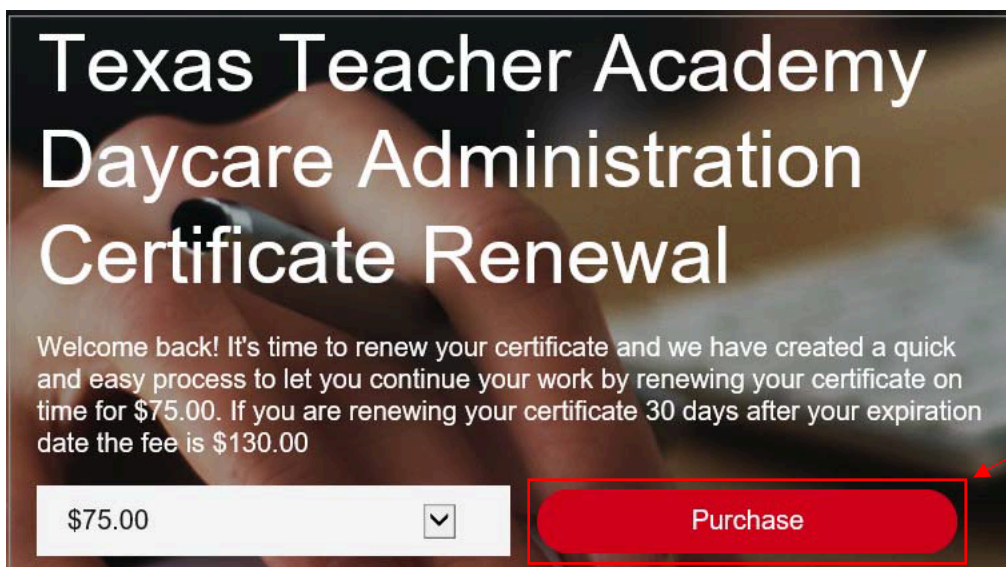 Texas Teacher Academy
Daycare Administration
Certificate Renewal
Welcome back! It's time to renew your certificate and we have created a quick
and easy process to let you continue your work by renewing your certificate on
time for $75.00. If you are renewing your certificate 30 days after your expiration
date the fee is $130.00
$75.00
Purchase